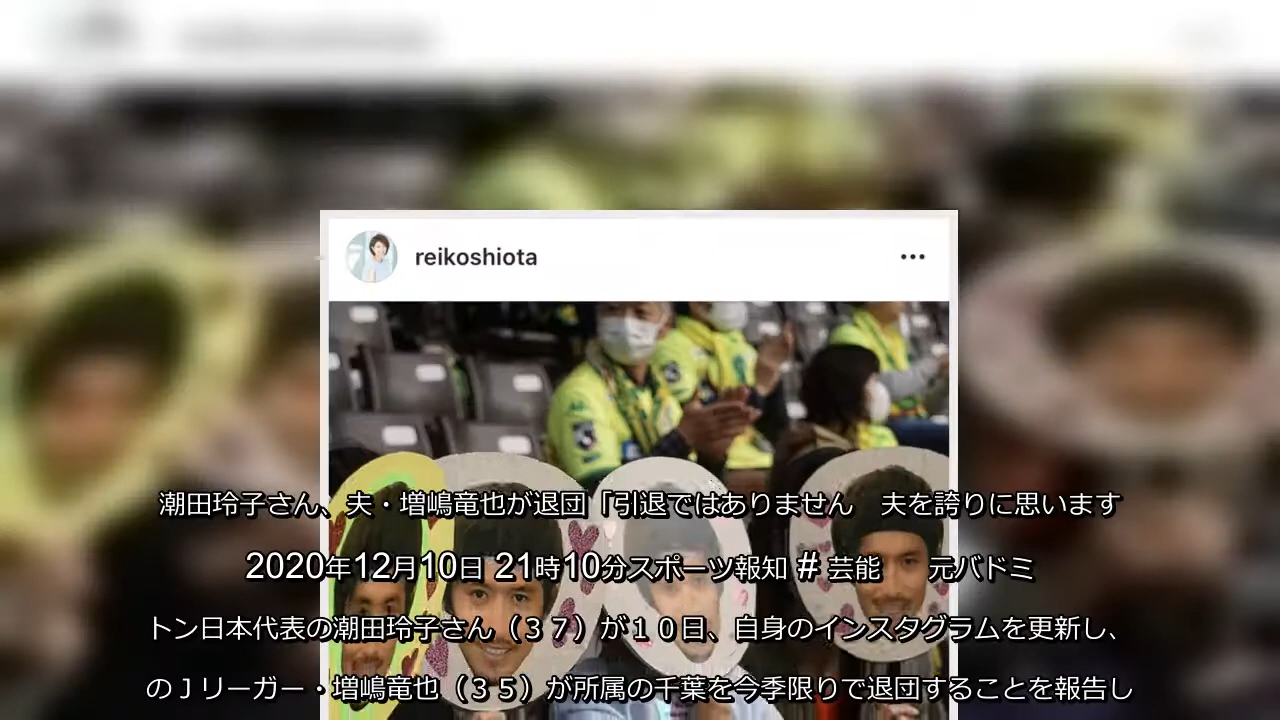 reikoshiota
潮田玲子さん、夫・増嶋竜也が退団「引退ではありません　夫を誇りに思います
2020年12月10日 21時10分スポーツ報知 # 芸能　　元バドミ
トン日本代表の潮田玲子さん（３７）が１０日、自身のインスタグラムを更新し、
のＪリーガー・増嶋竜也（３５）が所属の千葉を今季限りで退団することを報告し